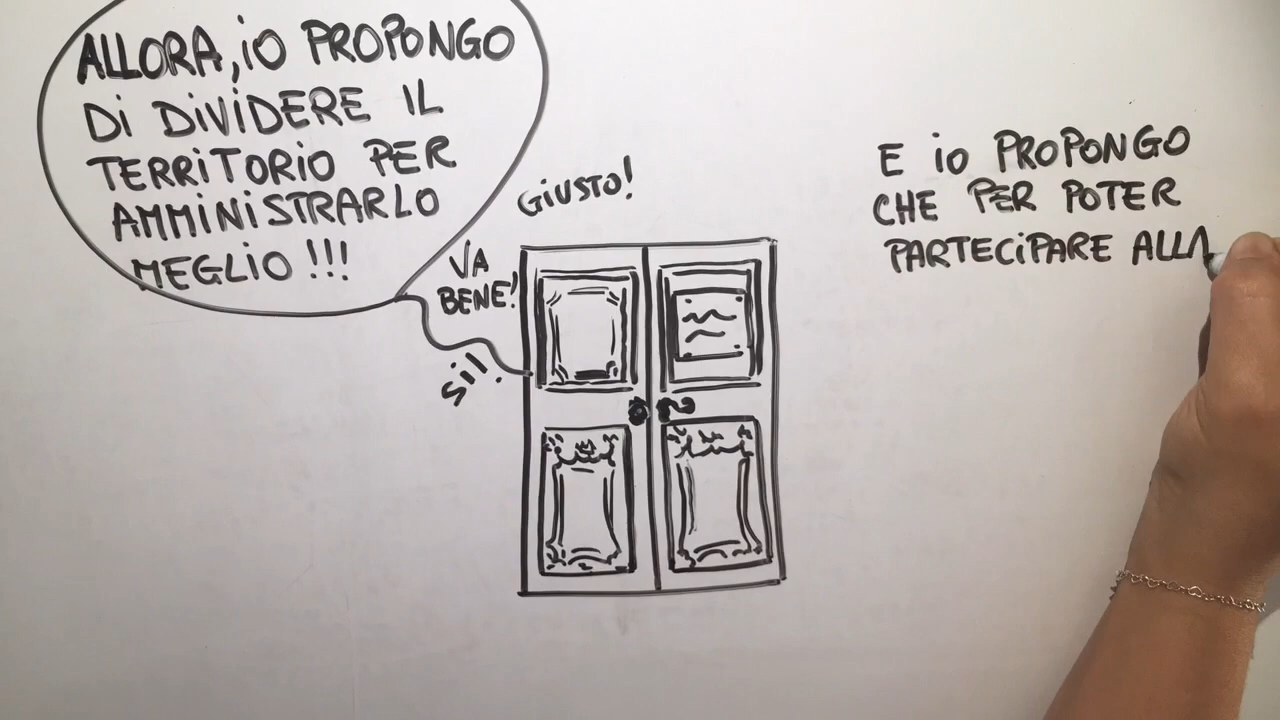 ALLORA, iO PROPONGO
Di DiViDERE IL
TERRiTORiO PER
AMMiNiSTRARLO
MEGLiO!!!
GiUSTO!
VA
BENE!
Sì!
E iO PROPONGO
CHE PER POTER
PARTECiPARE ALLA